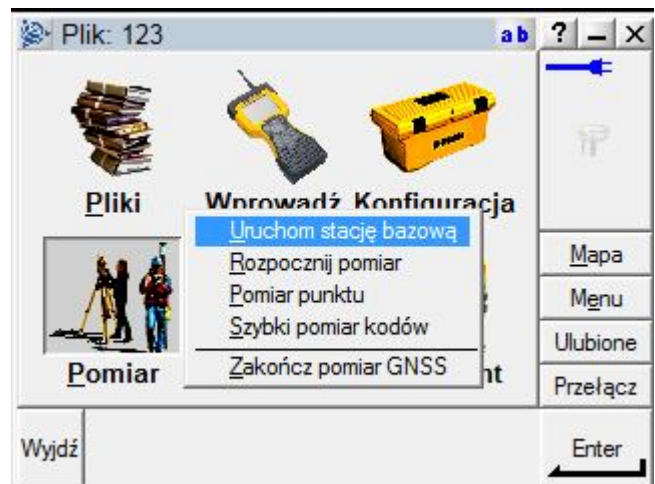 Plik: 123
ab
?
Pliki
Wprowadź
Konfiguracja
Uruchom stację bazową
Rozpocznij pomiar
Pomiar punktu
Szybki pomiar kodów
Zakończ pomiar GNSS
Pomiar
nt
Mapa
Menu
Ulubione
Przełącz
Wyjdź
Enter